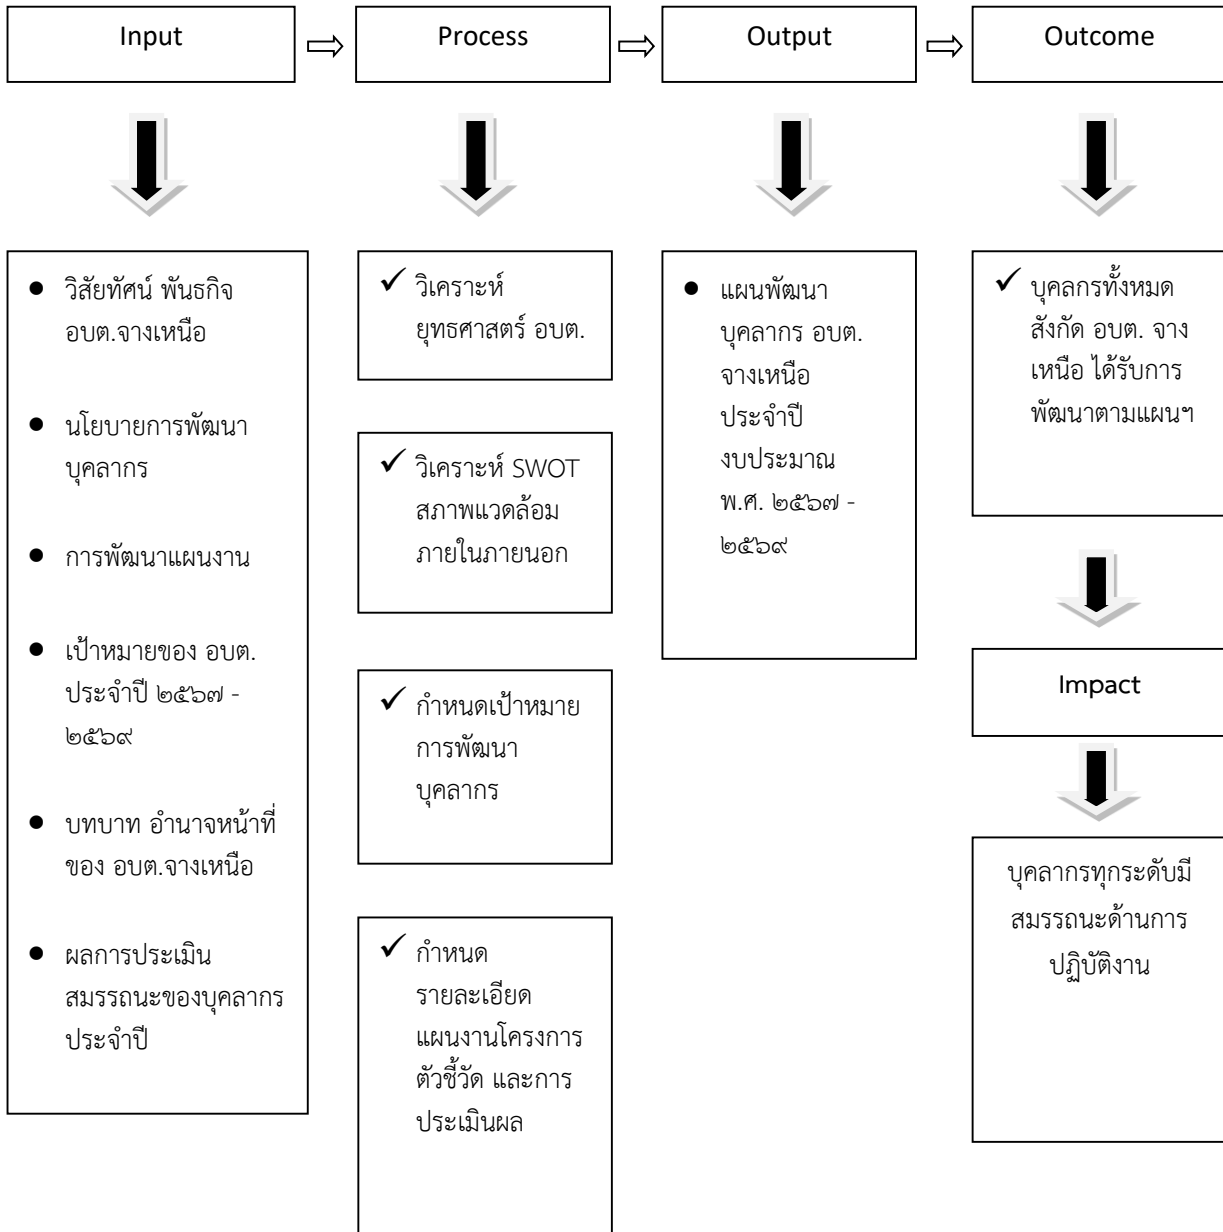 Input
Process
Output
Outcome
วิสัยทัศน์ พันธกิจ
อบต.จางเหนือ
นโยบายการพัฒนา
บุคลากร
การพัฒนาแผนงาน
เป้าหมายของ อบต.
ประจำปี ๒๕๖๗ -
๒๕๖๙
บทบาท อำนาจหน้าที่
ของ อบต.จางเหนือ
ผลการประเมิน
สมรรถนะของบุคลากร
ประจำปี
วิเคราะห์
ยุทธศาสตร์ อบต.
วิเคราะห์ SWOT
สภาพแวดล้อม
ภายในภายนอก
กำหนดเป้าหมาย
การพัฒนา
บุคลากร
กำหนด
รายละเอียด
แผนงานโครงการ
ตัวชี้วัด และการ
ประเมินผล
แผนพัฒนา
บุคลากร อบต.
จางเหนือ
ประจำปี
งบประมาณ
พ.ศ. ๒๕๖๗ -
๒๕๖๙
บุคลกรทั้งหมด
สังกัด อบต. จาง
เหนือ ได้รับการ
พัฒนาตามแผนฯ
Impact
บุคลากรทุกระดับมี
สมรรถนะด้านการ
ปฏิบัติงาน